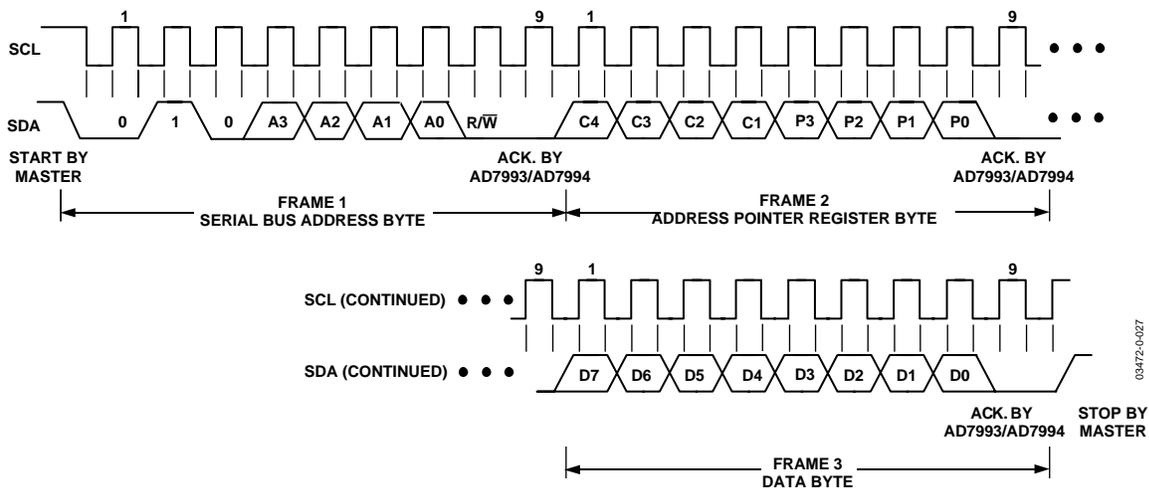 1 9 1 9
SCL
SDA 0 1 0 A3 A2 A1 A0 R/W̅ C4 C3 C2 C1 P3 P2 P1 P0
START BY
MASTER
ACK. BY
AD7993/AD7994
ACK. BY
AD7993/AD7994
FRAME 1
SERIAL BUS ADDRESS BYTE
FRAME 2
ADDRESS POINTER REGISTER BYTE
9 1 9
SCL (CONTINUED)
SDA (CONTINUED) D7 D6 D5 D4 D3 D2 D1 D0
ACK. BY
AD7993/AD7994
STOP BY
MASTER
FRAME 3
DATA BYTE
03472-0-027